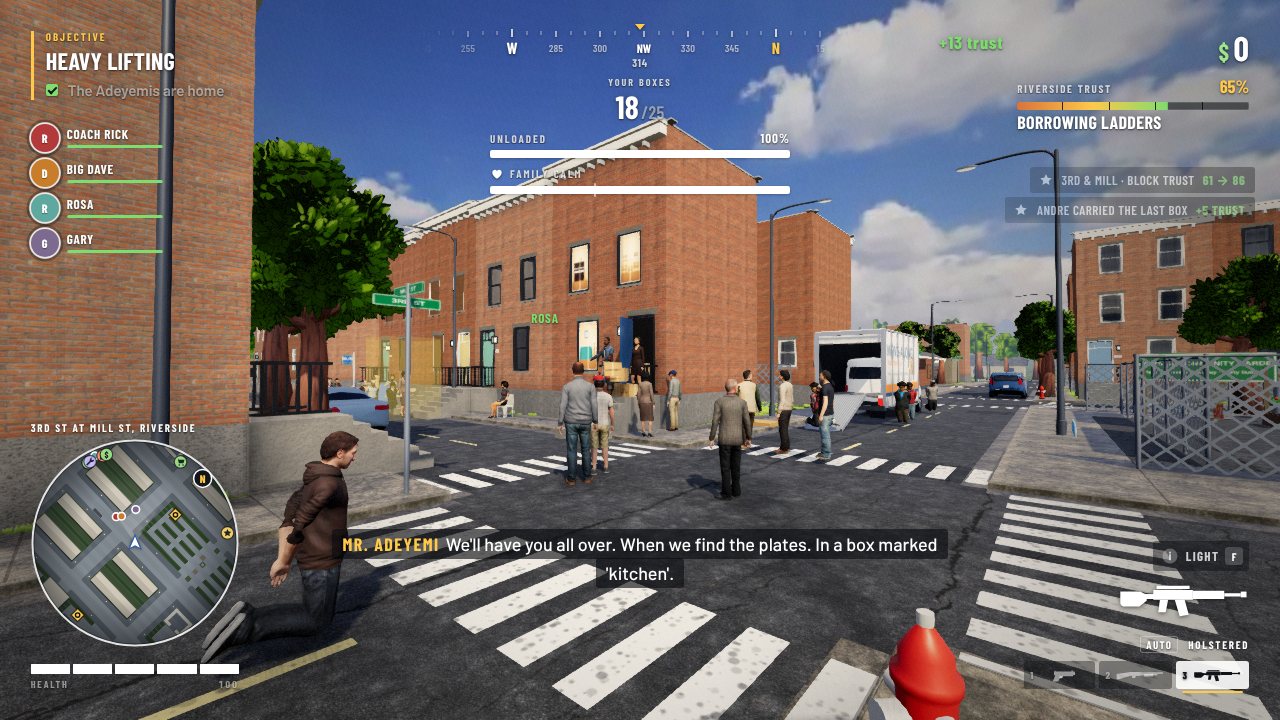 OBJECTIVE
HEAVY LIFTING
The Adeyemis are home
R COACH RICK
D BIG DAVE
R ROSA
G GARY
255 W 285 300 NW 330 345 N 15
314
YOUR BOXES
18/25
UNLOADED 100%
FAMILY CALM
+13 trust
$0
RIVERSIDE TRUST 65%
BORROWING LADDERS
3RD & MILL · BLOCK TRUST 61 → 86
ANDRE CARRIED THE LAST BOX +5 TRUST
ROSA
3RD ST
3RD ST AT MILL ST, RIVERSIDE
N
$
MR. ADEYEMI We'll have you all over. When we find the plates. In a box marked
'kitchen'.
HEALTH 100
LIGHT F
AUTO HOLSTERED
1 2 3